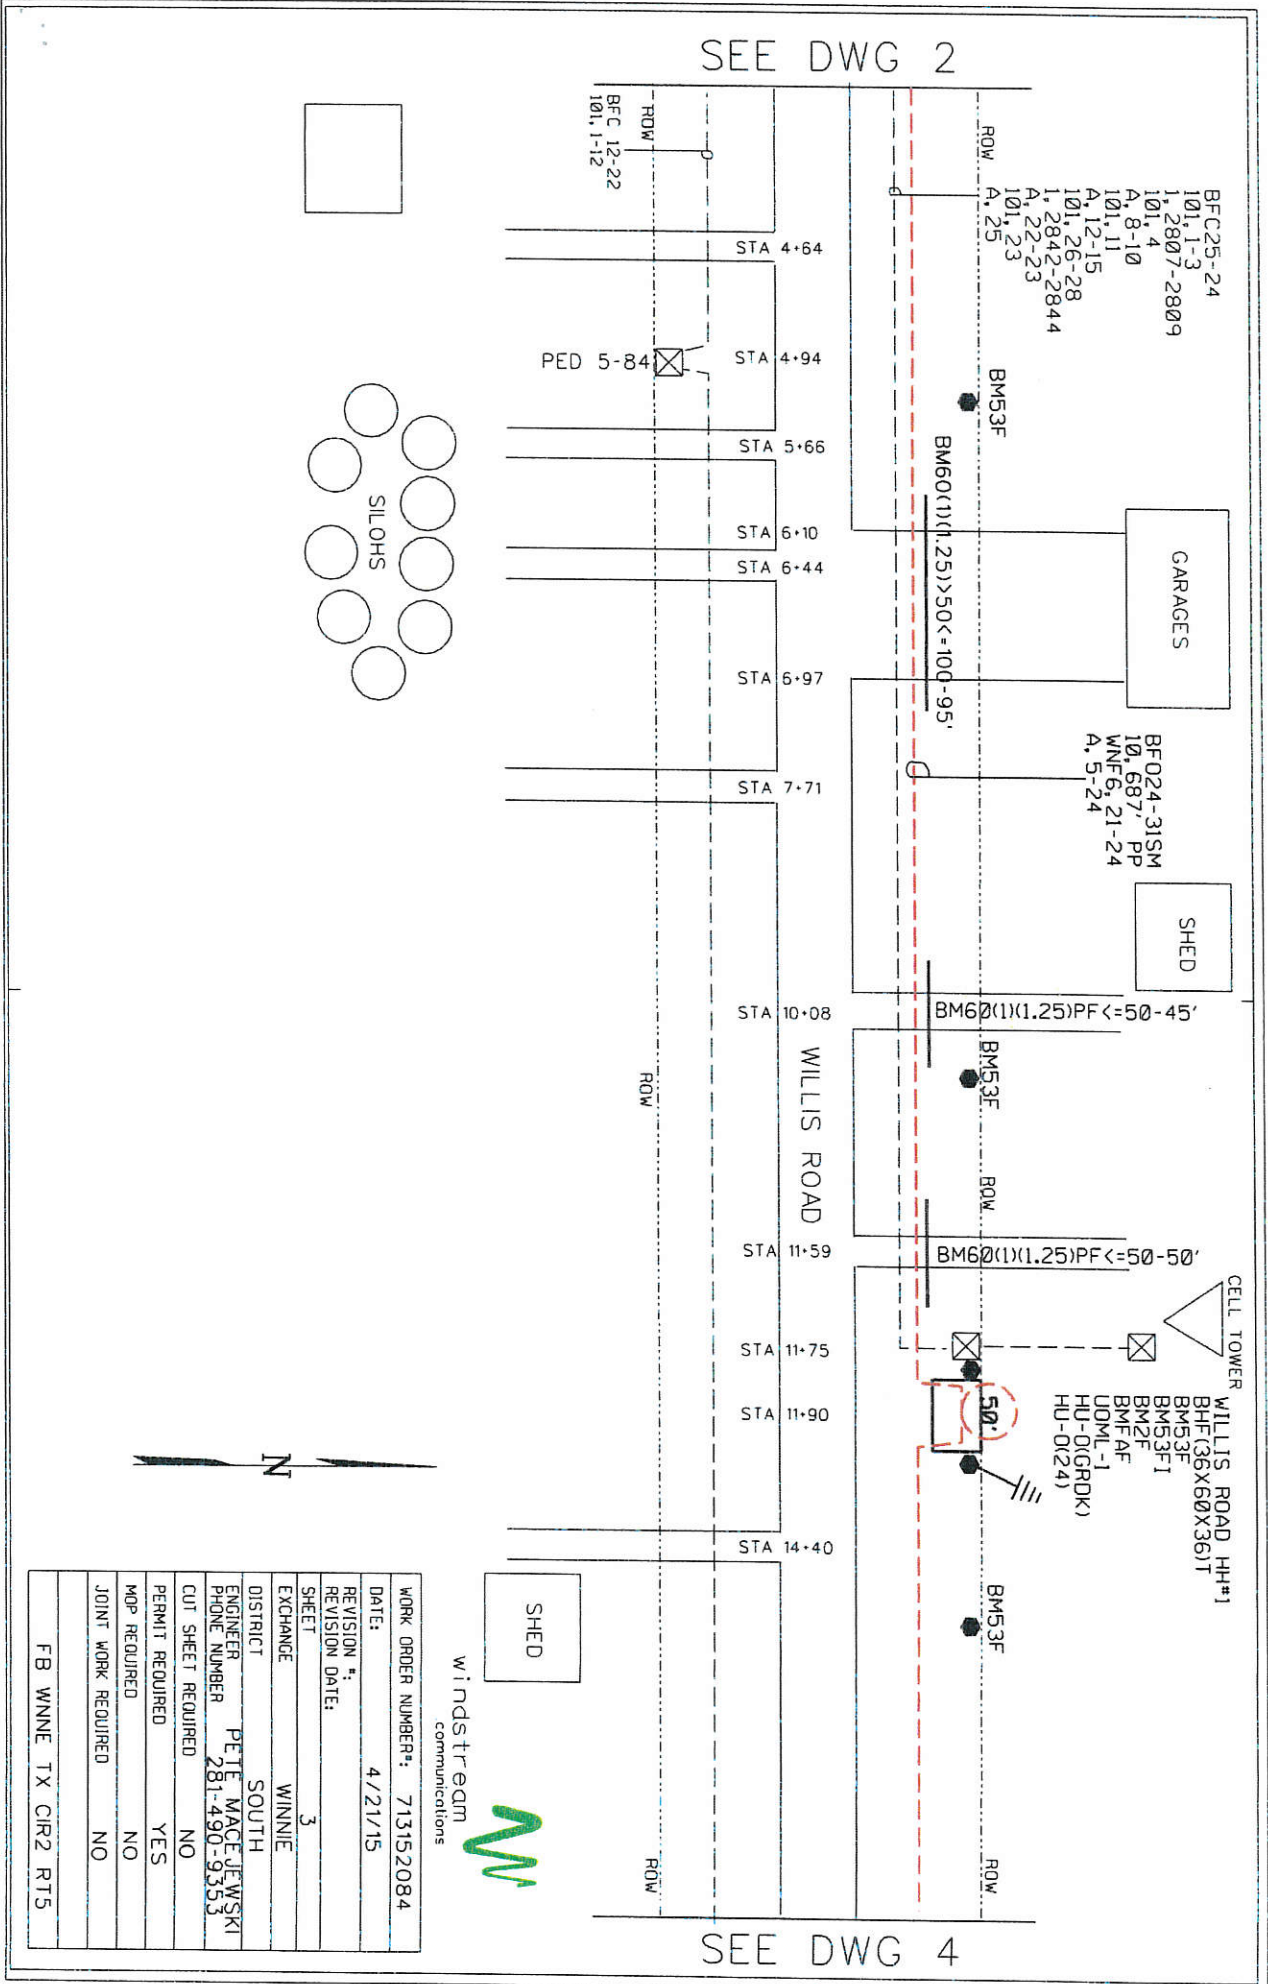 SEE DWG 2
ROW
BFC25-24
101, 1-3
1, 2807-2809
101, 4
A, 8-10
101, 11
A, 12-15
101, 26-28
1, 2842-2844
A, 22-23
101, 23
A, 25
BM53F
BM60(1)(1.25)>50<=100-95'
GARAGES
BFO24-31SM
10,687' PP
WNF6, 21-24
A, 5-24
SHED
BM60(1)(1.25)PF<=50-45'
BM53F
ROW
BM60(1)(1.25)PF<=50-50'
CELL TOWER
WILLIS ROAD HH#1
BHF(36X60X36)T
BM53F
BM53F1
BM2F
BMFAF
UOML-1
HU-O(GRDK)
HU-O(24)
50'
BM53F
ROW
WILLIS ROAD
STA 4+64
STA 4+94
STA 5+66
STA 6+10
STA 6+44
STA 6+97
STA 7+71
STA 10+08
STA 11+59
STA 11+75
STA 11+90
STA 14+40
ROW
BFC 12-22
101, 1-12
PED 5-84
SILOHS
ROW
N
SHED
ROW
SEE DWG 4
windstream
communications
WORK ORDER NUMBER#: 713152084
DATE: 4/21/15
REVISION #:
REVISION DATE:
SHEET 3
EXCHANGE WINNIE
DISTRICT SOUTH
ENGINEER PETE MACEJEWSKI
PHONE NUMBER 281-490-9353
CUT SHEET REQUIRED NO
PERMIT REQUIRED YES
MOP REQUIRED NO
JOINT WORK REQUIRED NO
FB WNNE TX CIR2 RT5